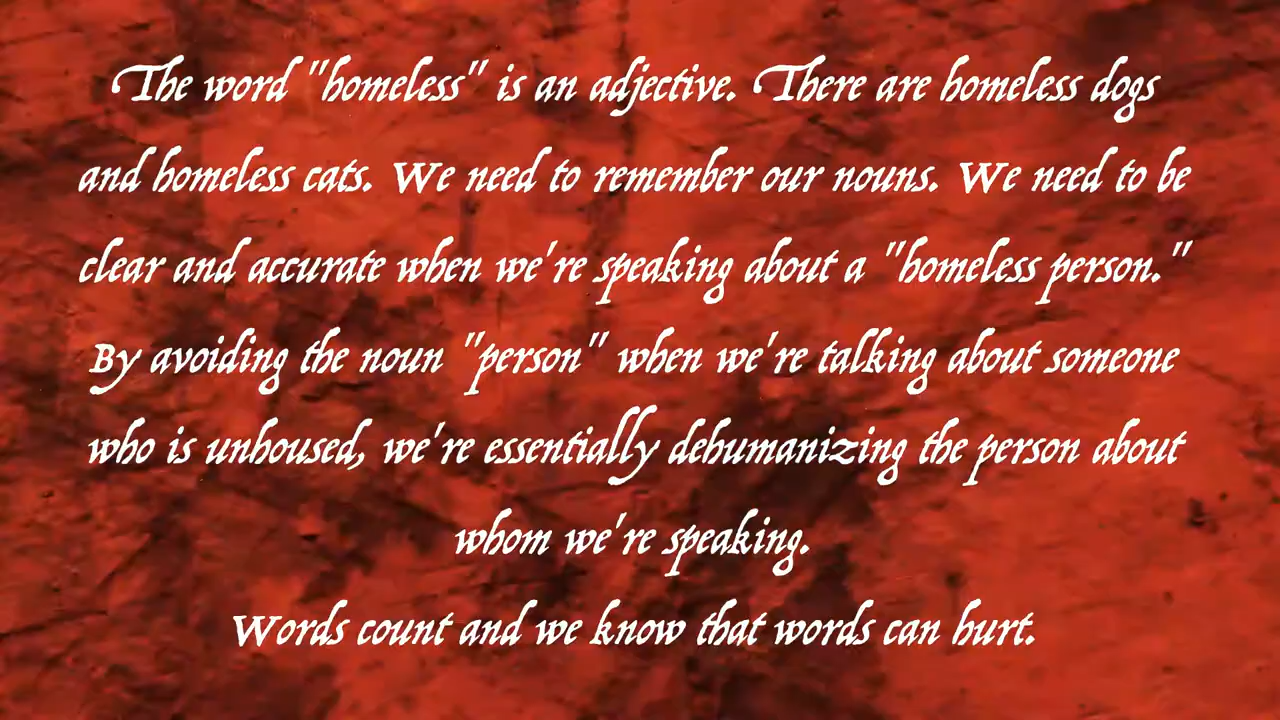 The word "homeless" is an adjective. There are homeless dogs
and homeless cats. We need to remember our nouns. We need to be
clear and accurate when we're speaking about a "homeless person."
By avoiding the noun "person" when we're talking about someone
who is unhoused, we're essentially dehumanizing the person about
whom we're speaking.
Words count and we know that words can hurt.